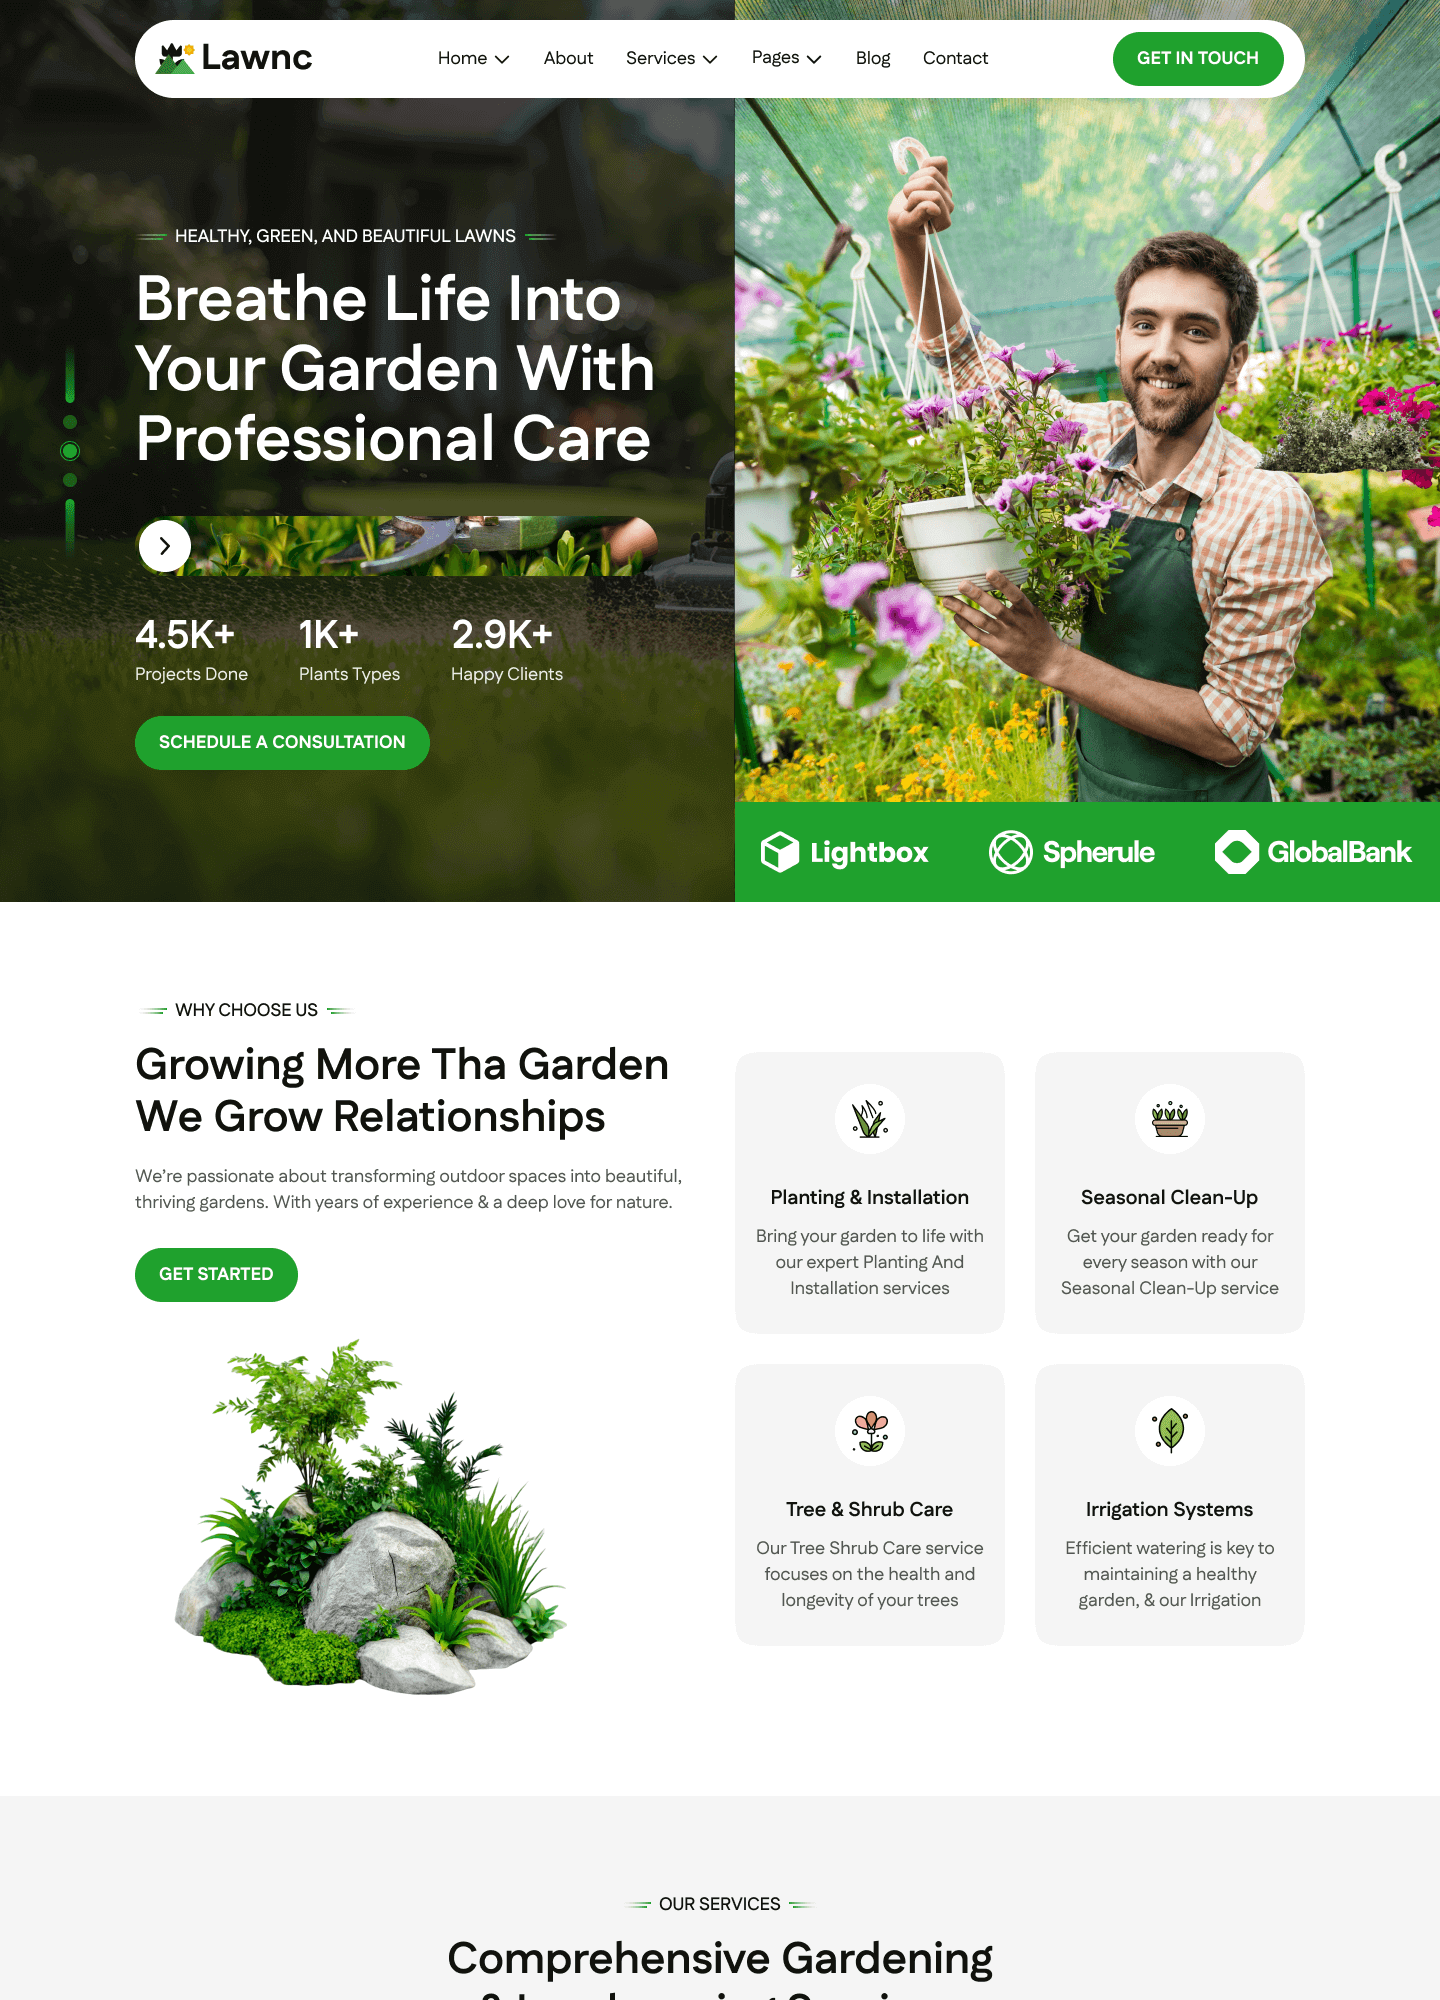 Lawnc
Home
About
Services
Pages
Blog
Contact
GET IN TOUCH
HEALTHY, GREEN, AND BEAUTIFUL LAWNS
Breathe Life Into
Your Garden With
Professional Care
4.5K+
1K+
2.9K+
Projects Done
Plants Types
Happy Clients
SCHEDULE A CONSULTATION
Lightbox
Spherule
GlobalBank
WHY CHOOSE US
Growing More Tha Garden
We Grow Relationships
We're passionate about transforming outdoor spaces into beautiful,
thriving gardens. With years of experience & a deep love for nature.
GET STARTED
Planting & Installation
Bring your garden to life with
our expert Planting And
Installation services
Seasonal Clean-Up
Get your garden ready for
every season with our
Seasonal Clean-Up service
Tree & Shrub Care
Our Tree Shrub Care service
focuses on the health and
longevity of your trees
Irrigation Systems
Efficient watering is key to
maintaining a healthy
garden, & our Irrigation
OUR SERVICES
Comprehensive Gardening